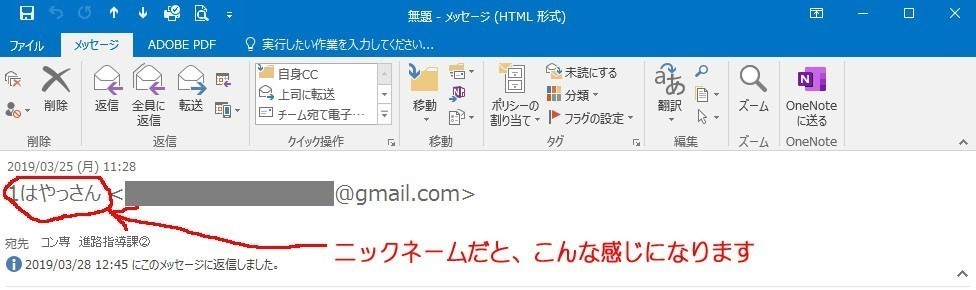 無題 - メッセージ (HTML 形式)
ファイル メッセージ ADOBE PDF 実行したい作業を入力してください...
削除 返信 全員に返信 転送 自身CC 上司に転送 チーム宛て電子… 移動 ポリシーの割り当て 未読にする 分類 フラグの設定 翻訳 ズーム OneNoteに送る
削除 返信 クイック操作 移動 タグ 編集 ズーム OneNote
2019/03/25 (月) 11:28
1はやっさん < @gmail.com>
宛先 コン専 進路指導課②
ニックネームだと、こんな感じになります
2019/03/28 12:45 にこのメッセージに返信しました。